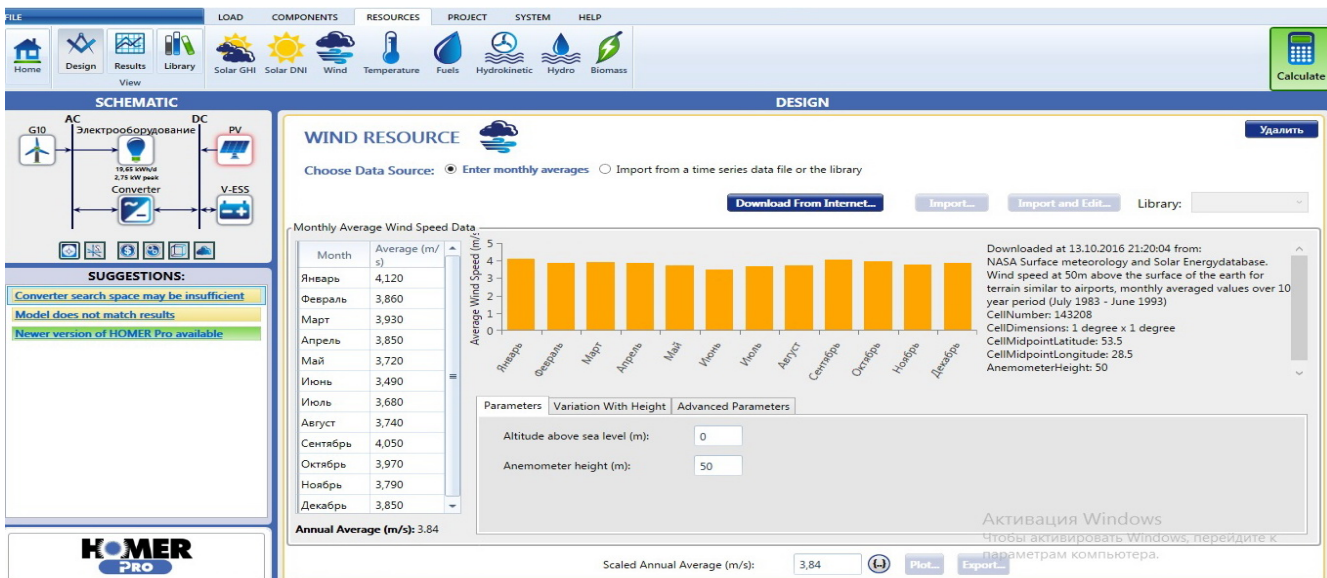 FILE LOAD COMPONENTS RESOURCES PROJECT SYSTEM HELP
Home Design Results Library Solar GHI Solar DNI Wind Temperature Fuels Hydrokinetic Hydro Biomass Calculate
View
SCHEMATIC
AC DC
G10 Электрооборудование PV
19,65 kWh/d
2,75 kW peak
Converter V-ESS
SUGGESTIONS:
Converter search space may be insufficient
Model does not match results
Newer version of HOMER Pro available
HOMER
PRO
DESIGN
WIND RESOURCE
Удалить
Choose Data Source: Enter monthly averages Import from a time series data file or the library
Download From Internet... Import... Import and Edit... Library:
Monthly Average Wind Speed Data
Month Average (m/
s)
Январь 4,120
Февраль 3,860
Март 3,930
Апрель 3,850
Май 3,720
Июнь 3,490
Июль 3,680
Август 3,740
Сентябрь 4,050
Октябрь 3,970
Ноябрь 3,790
Декабрь 3,850
Annual Average (m/s): 3.84
Average Wind Speed (m/s)
5
4
3
2
1
0
Январь Февраль Март Апрель Май Июнь Июль Август Сентябрь Октябрь Ноябрь Декабрь
Downloaded at 13.10.2016 21:20:04 from:
NASA Surface meteorology and Solar Energydatabase.
Wind speed at 50m above the surface of the earth for
terrain similar to airports, monthly averaged values over 10
year period (July 1983 - June 1993)
CellNumber: 143208
CellDimensions: 1 degree x 1 degree
CellMidpointLatitude: 53.5
CellMidpointLongitude: 28.5
AnemometerHeight: 50
Parameters Variation With Height Advanced Parameters
Altitude above sea level (m): 0
Anemometer height (m): 50
Активация Windows
Чтобы активировать Windows, перейдите к
параметрам компьютера.
Scaled Annual Average (m/s): 3,84 {..} Plot... Export...